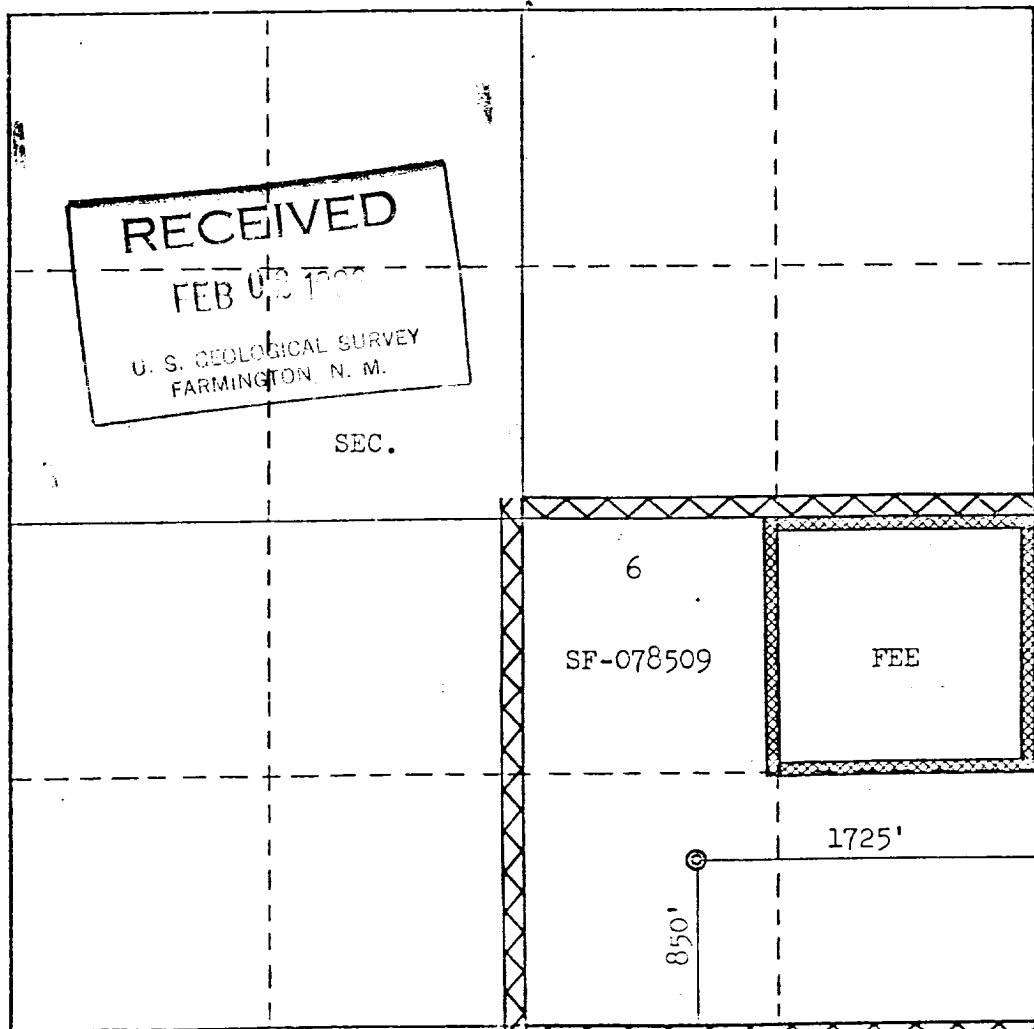 RECEIVED
FEB
U. S. GEOLOGICAL SURVEY
FARMINGTON, N. M.
SEC.
6
SF-078509
FEE
1725'
850'